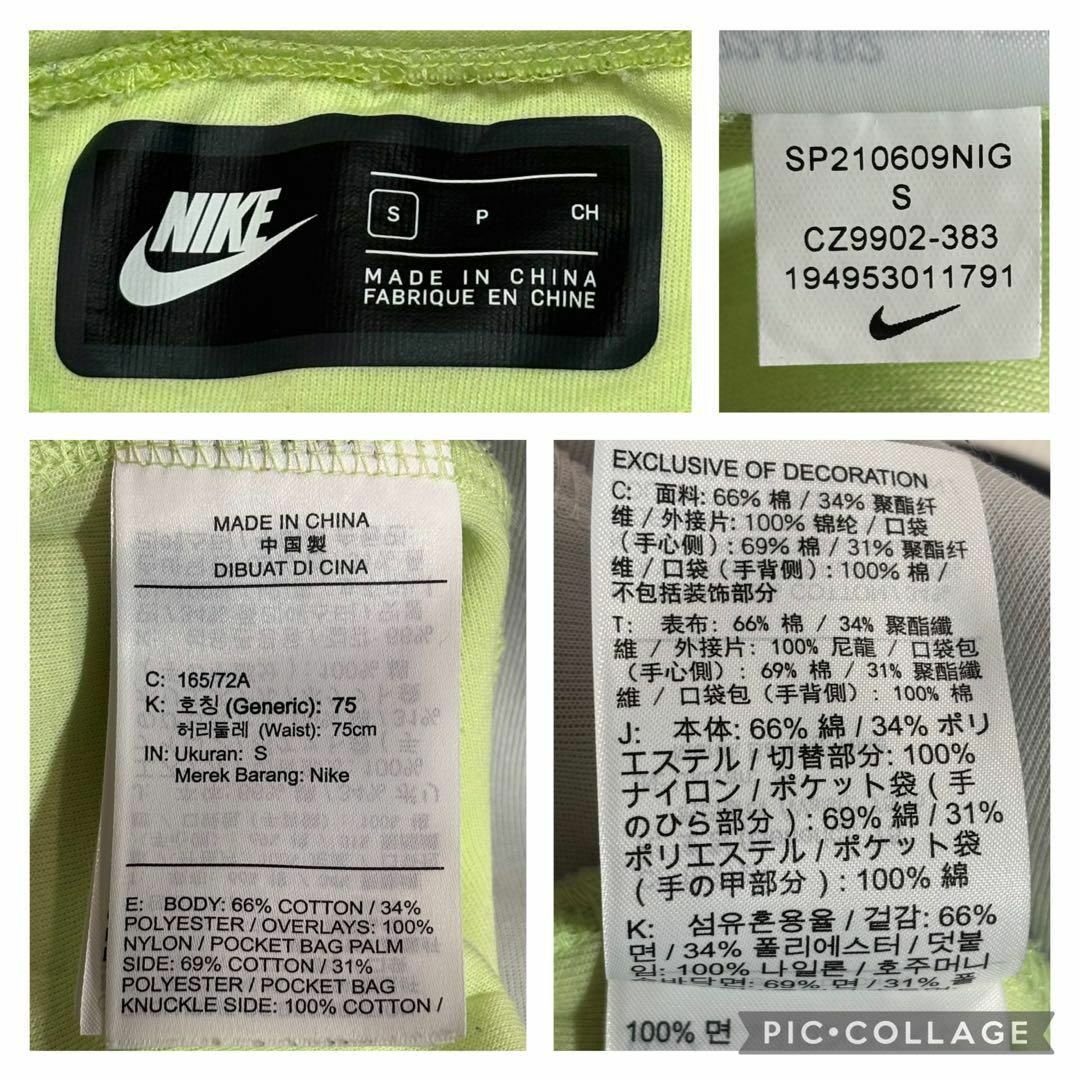 NIKE
S P CH
MADE IN CHINA
FABRIQUE EN CHINE
SP210609NIG
S
CZ9902-383
194953011791
MADE IN CHINA
中国製
DIBUAT DI CINA
C: 165/72A
K: 호칭 (Generic): 75
허리둘레 (Waist): 75cm
IN: Ukuran: S
Merek Barang: Nike
E: BODY: 66% COTTON / 34%
POLYESTER / OVERLAYS: 100%
NYLON / POCKET BAG PALM
SIDE: 69% COTTON / 31%
POLYESTER / POCKET BAG
KNUCKLE SIDE: 100% COTTON /
EXCLUSIVE OF DECORATION
C: 面料: 66% 棉 / 34% 聚酯纤
维 / 外接片: 100% 锦纶 / 口袋
(手心侧) : 69% 棉 / 31% 聚酯纤
维 / 口袋 (手背侧) : 100% 棉 /
不包括装饰部分
T: 表布: 66% 棉 / 34% 聚酯纖
維 / 外接片: 100% 尼龍 / 口袋包
(手心側) : 69% 棉 / 31% 聚酯纖
維 / 口袋包 (手背側) : 100% 棉
J: 本体: 66% 綿 / 34% ポリ
エステル / 切替部分: 100%
ナイロン / ポケット袋 ( 手
のひら部分 ) : 69% 綿 / 31%
ポリエステル / ポケット袋
( 手の甲部分 ) : 100% 綿
K: 섬유혼용율 / 겉감: 66%
면 / 34% 폴리에스터 / 덧붙
임: 100% 나일론 / 호주머니
손바닥면: 69% 면 / 31% 폴
100% 면
PIC•COLLAGE